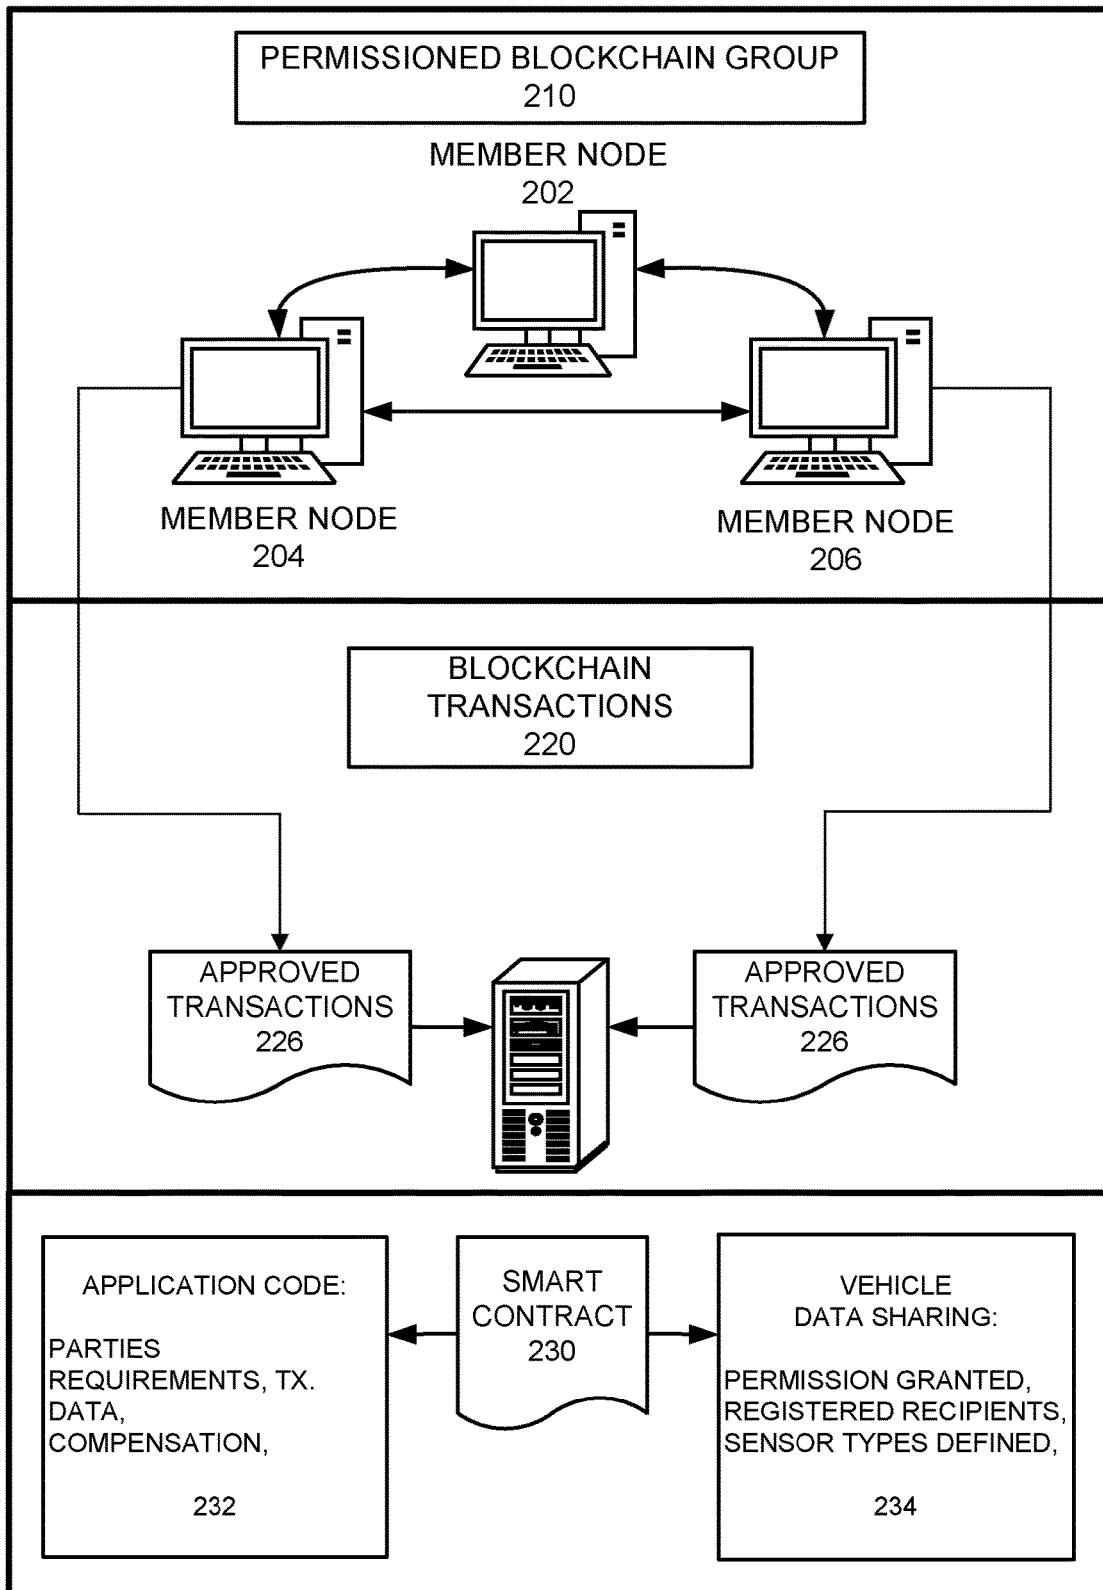 PERMISSIONED BLOCKCHAIN GROUP
210
MEMBER NODE
202
MEMBER NODE
204
MEMBER NODE
206
BLOCKCHAIN
TRANSACTIONS
220
APPROVED
TRANSACTIONS
226
APPROVED
TRANSACTIONS
226
APPLICATION CODE:
PARTIES
REQUIREMENTS, TX.
DATA,
COMPENSATION,
232
SMART
CONTRACT
230
VEHICLE
DATA SHARING:
PERMISSION GRANTED,
REGISTERED RECIPIENTS,
SENSOR TYPES DEFINED,
234